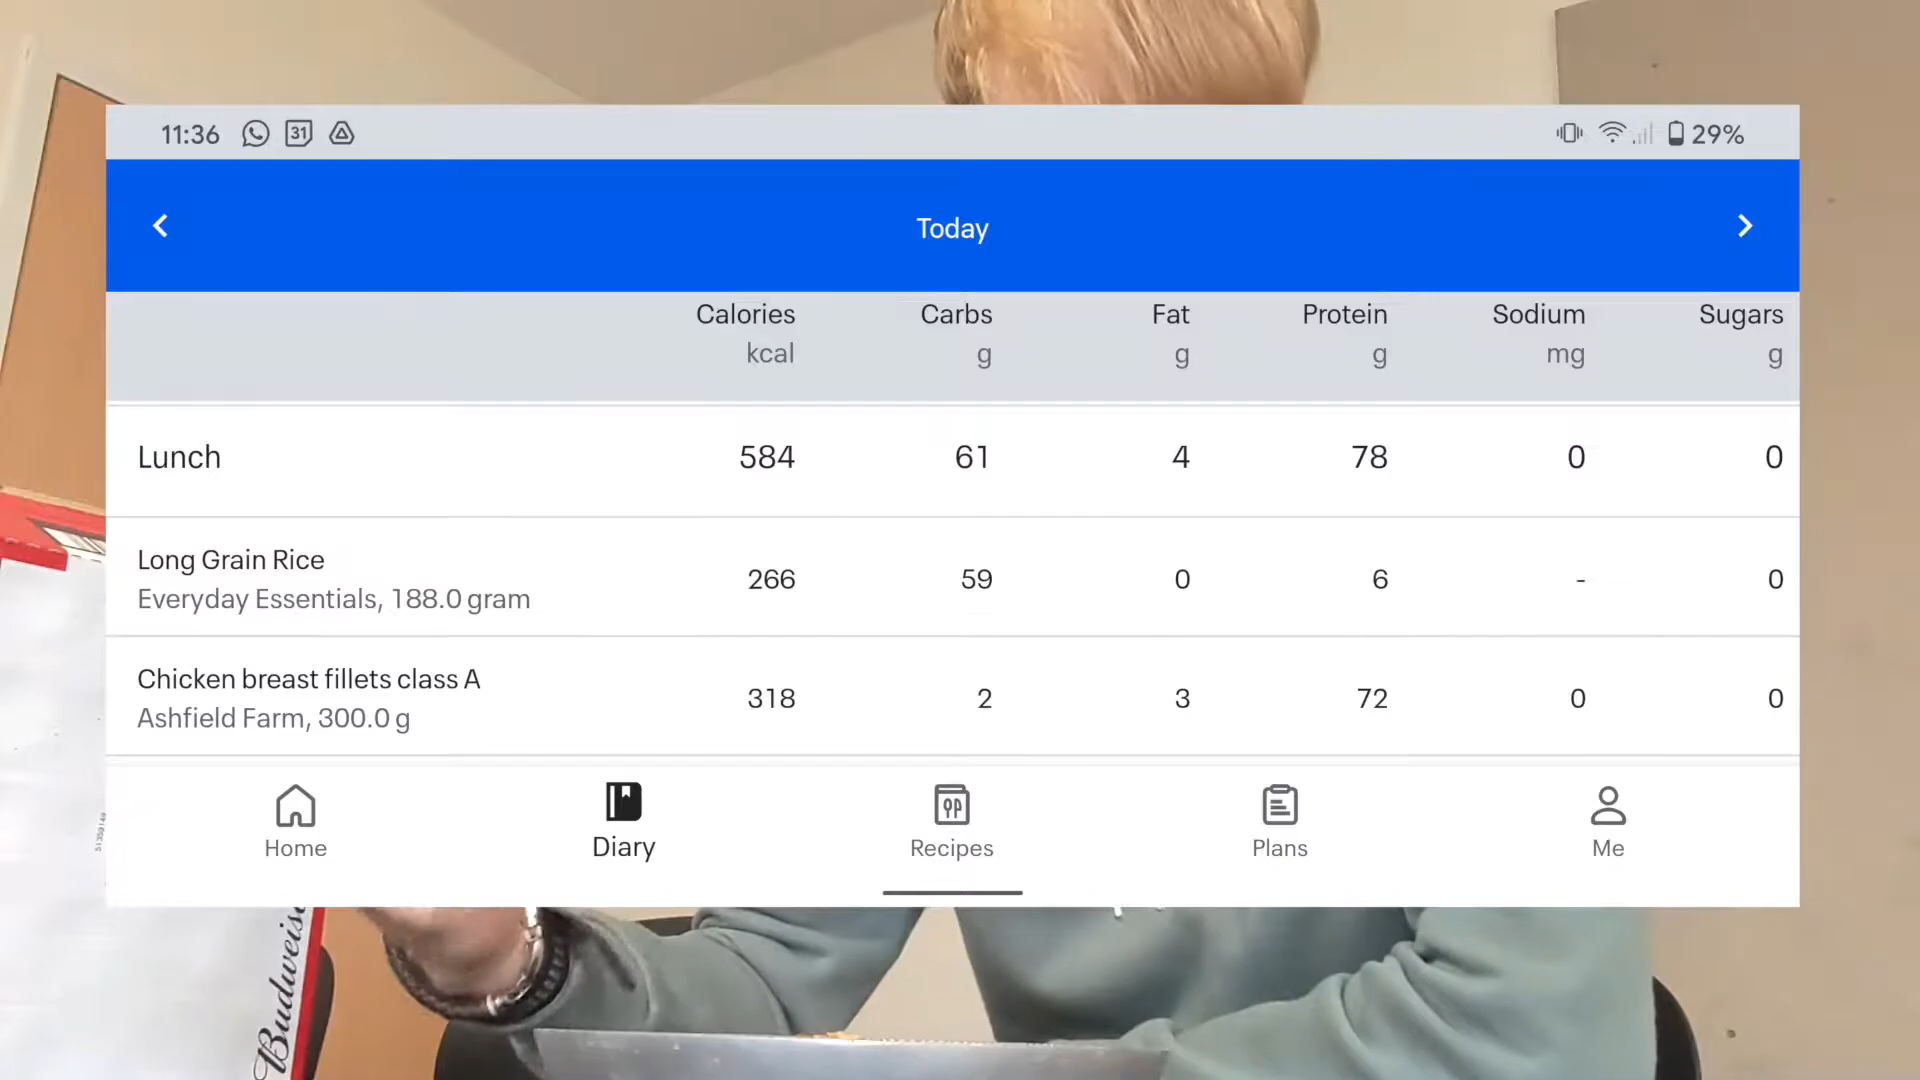 11:36 31 29%
Today
Calories Carbs Fat Protein Sodium Sugars
kcal g g g mg g
Lunch 584 61 4 78 0 0
Long Grain Rice
Everyday Essentials, 188.0 gram
266 59 0 6 - 0
Chicken breast fillets class A
Ashfield Farm, 300.0 g
318 2 3 72 0 0
Home Diary Recipes Plans Me
Budweise